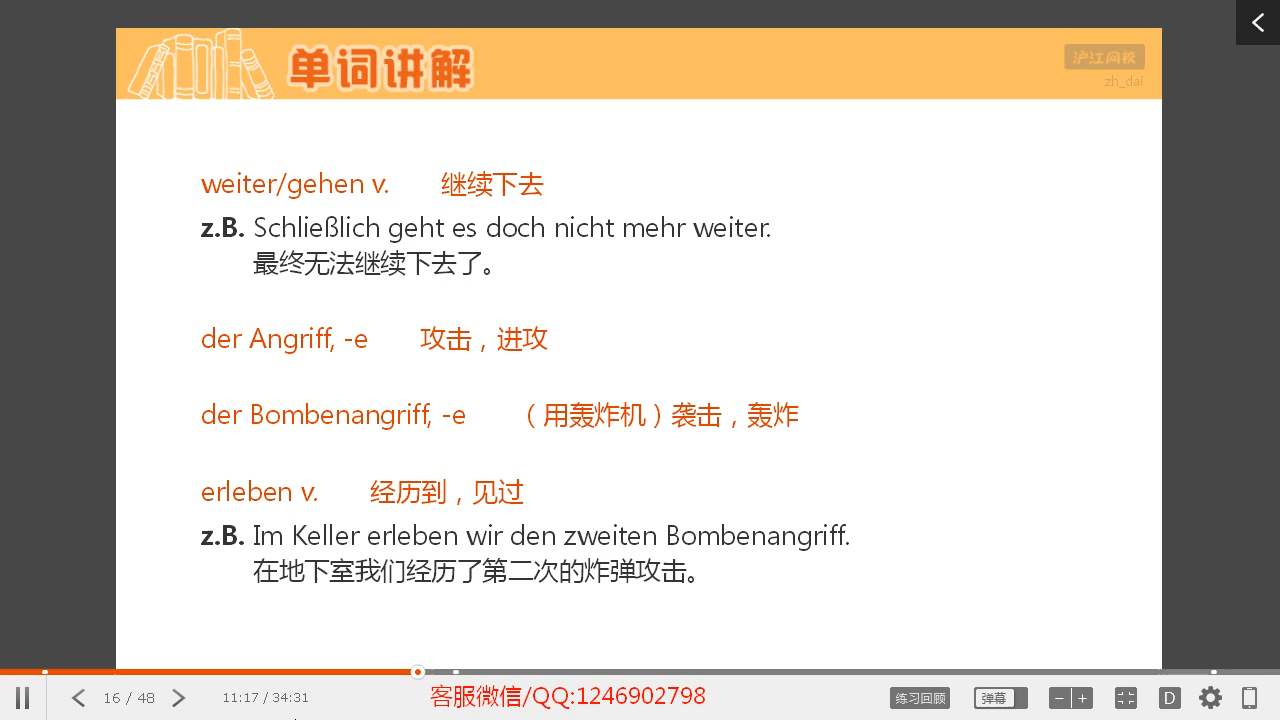 单词讲解
沪江网校
zh_dai
weiter/gehen v. 继续下去
z.B. Schließlich geht es doch nicht mehr weiter.
最终无法继续下去了。
der Angriff, -e 攻击，进攻
der Bombenangriff, -e （用轰炸机）袭击，轰炸
erleben v. 经历到，见过
z.B. Im Keller erleben wir den zweiten Bombenangriff.
在地下室我们经历了第二次的炸弹攻击。
16 / 48 11:17 / 34:31 客服微信/QQ:1246902798 练习回顾 弹幕 D